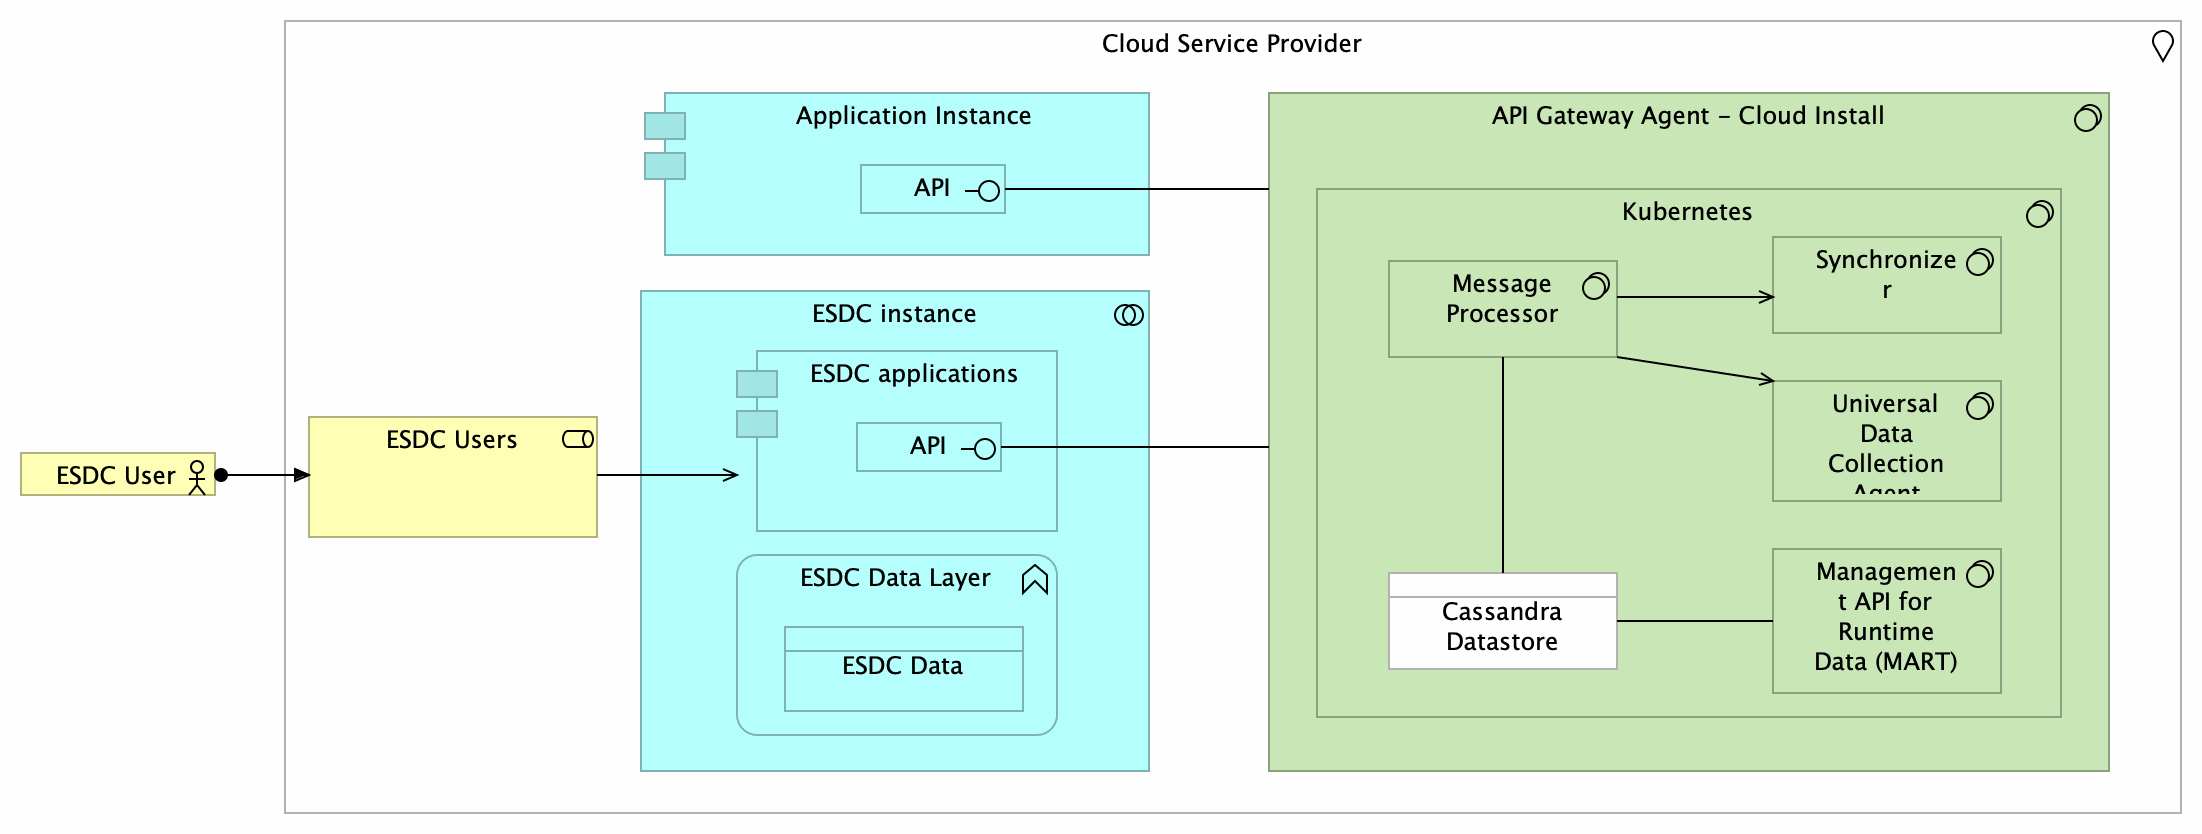 Cloud Service Provider
Application Instance
API
API Gateway Agent – Cloud Install
Kubernetes
Message
Processor
Synchronize
r
Universal
Data
Collection
Agent
Cassandra
Datastore
Managemen
t API for
Runtime
Data (MART)
ESDC instance
ESDC applications
API
ESDC Data Layer
ESDC Data
ESDC Users
ESDC User